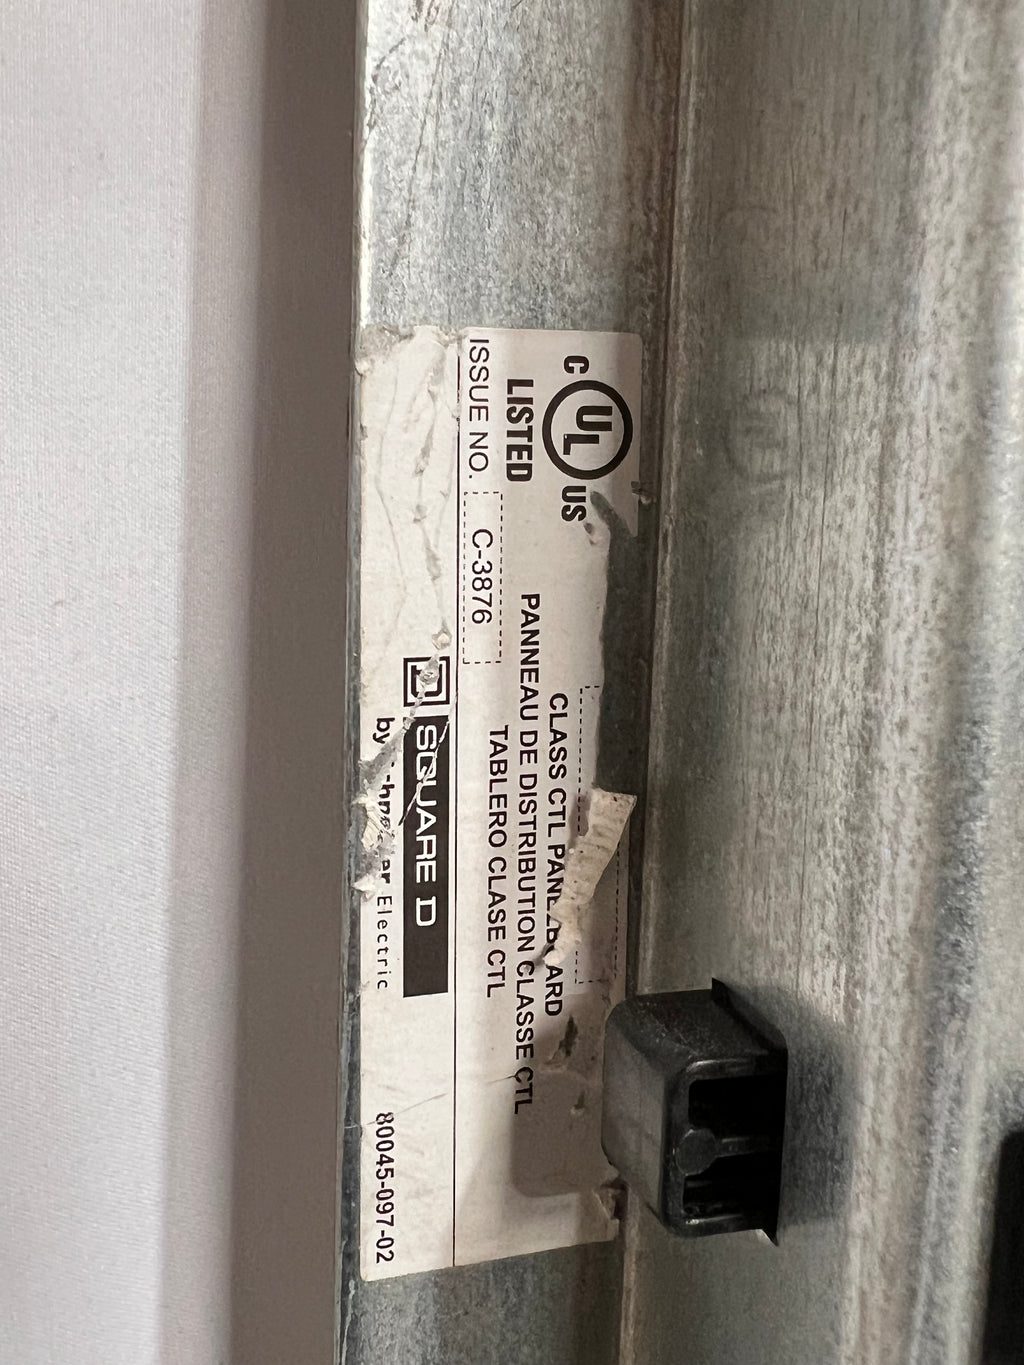 C UL US
LISTED
CLASS CTL PANELBOARD
PANNEAU DE DISTRIBUTION CLASSE CTL
TABLERO CLASE CTL
ISSUE NO. C-3876
D SQUARE D
by Electric
80045-097-02